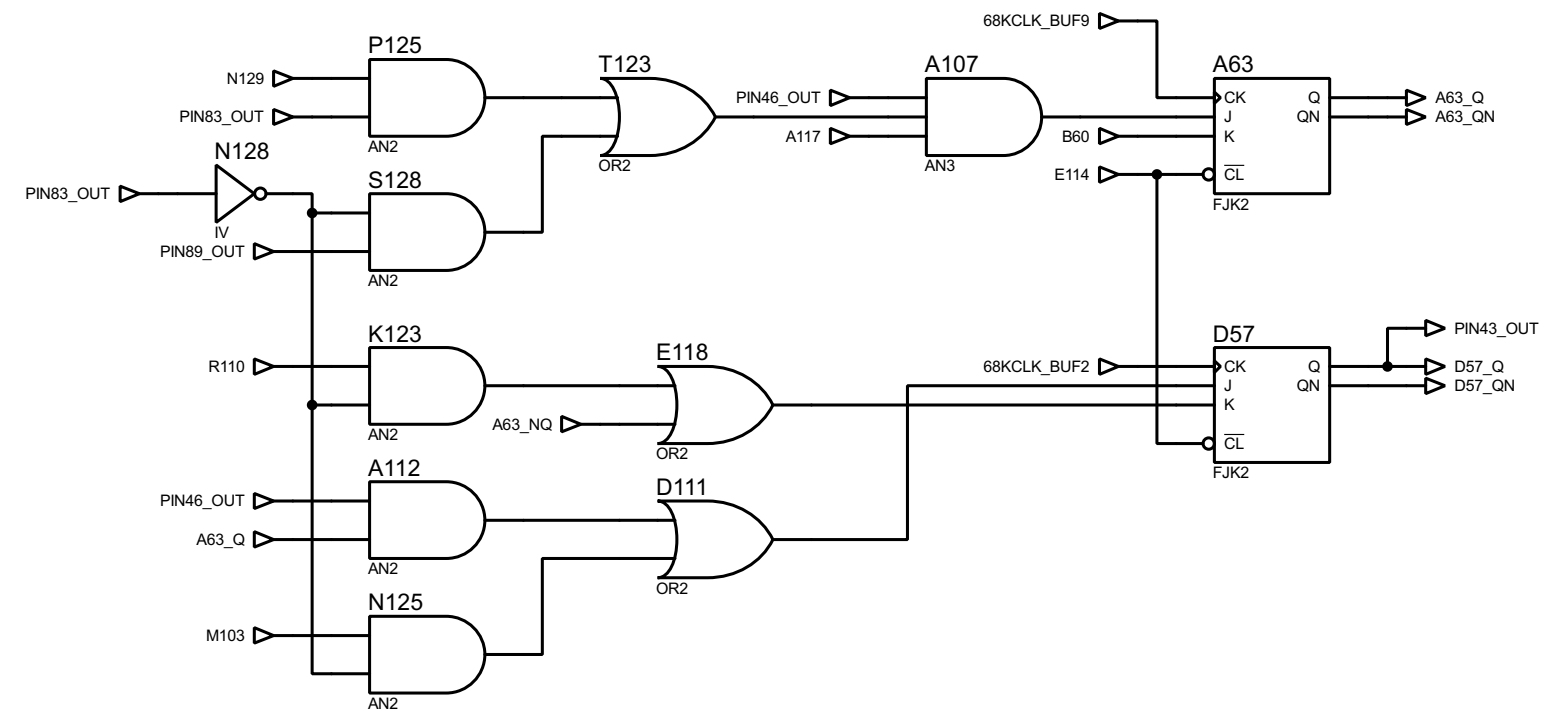 68KCLK_BUF9
P125
T123
A107
A63
N129
PIN83_OUT
AN2
PIN46_OUT
A117
OR2
AN3
CK
J
K
CL
Q
QN
A63_Q
A63_QN
B60
E114
FJK2
N128
PIN83_OUT
IV
S128
PIN89_OUT
AN2
K123
R110
AN2
E118
A63_NQ
OR2
68KCLK_BUF2
D57
CK
J
K
CL
Q
QN
PIN43_OUT
D57_Q
D57_QN
FJK2
A112
PIN46_OUT
A63_Q
AN2
D111
OR2
N125
M103
AN2